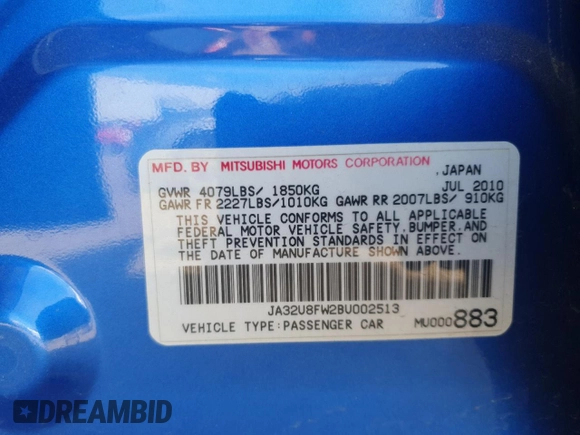 MFD. BY MITSUBISHI MOTORS CORPORATION , JAPAN
GVWR 4079LBS/ 1850KG JUL 2010
GAWR FR 2227LBS/1010KG GAWR RR 2007LBS/ 910KG
THIS VEHICLE CONFORMS TO ALL APPLICABLE
FEDERAL MOTOR VEHICLE SAFETY, BUMPER, AND
THEFT PREVENTION STANDARDS IN EFFECT ON
THE DATE OF MANUFACTURE SHOWN ABOVE.
JA32U8FW2BU002513
VEHICLE TYPE:PASSENGER CAR MU000883
DREAMBID